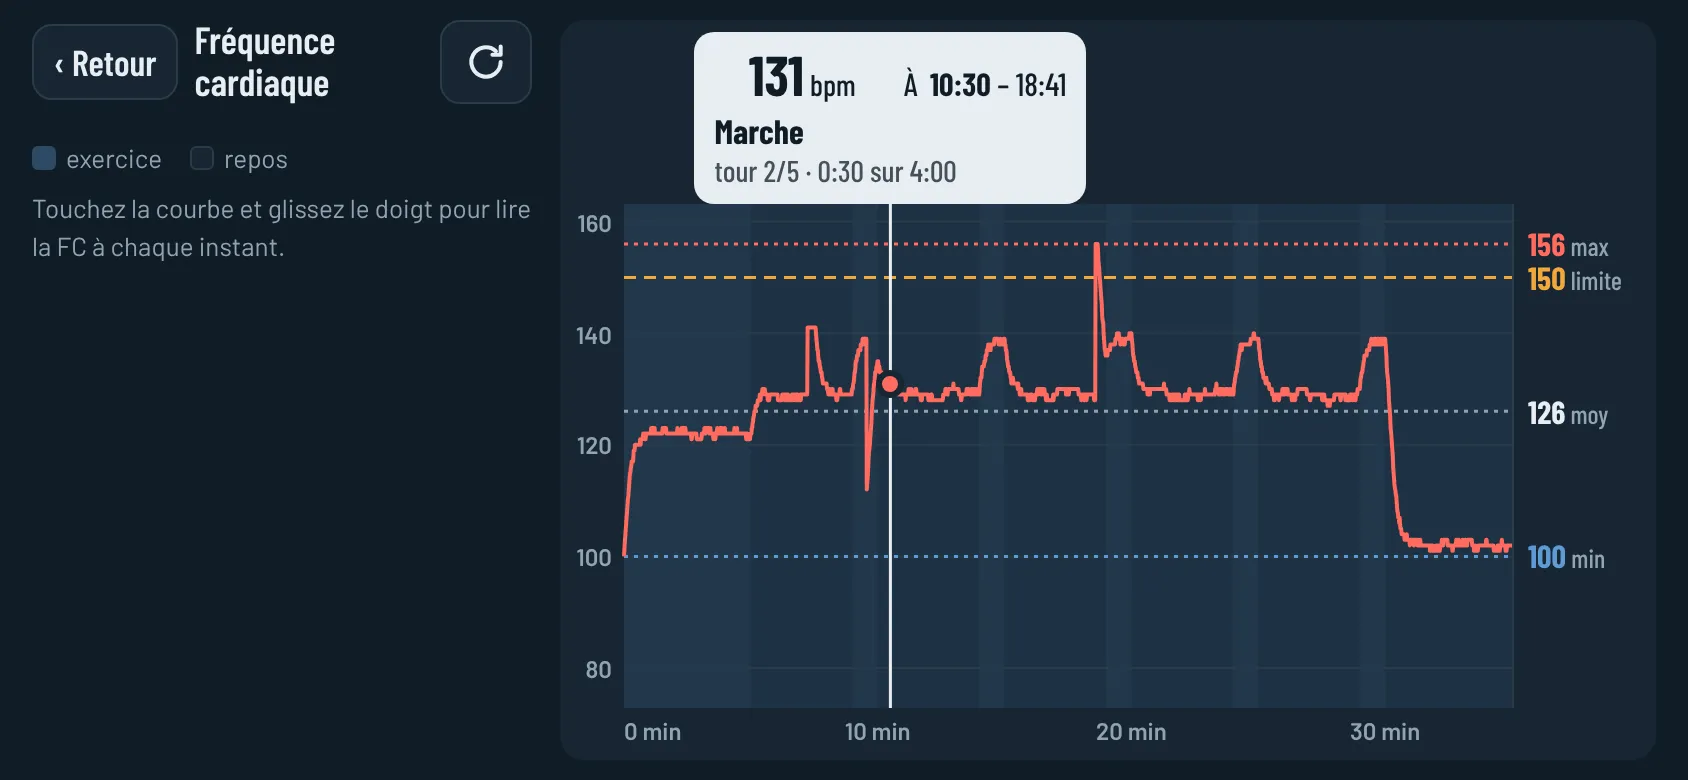 ‹ Retour
Fréquence
cardiaque
exercice
repos
Touchez la courbe et glissez le doigt pour lire
la FC à chaque instant.
131 bpm À 10:30 – 18:41
Marche
tour 2/5 · 0:30 sur 4:00
160
140
120
100
80
156 max
150 limite
126 moy
100 min
0 min
10 min
20 min
30 min